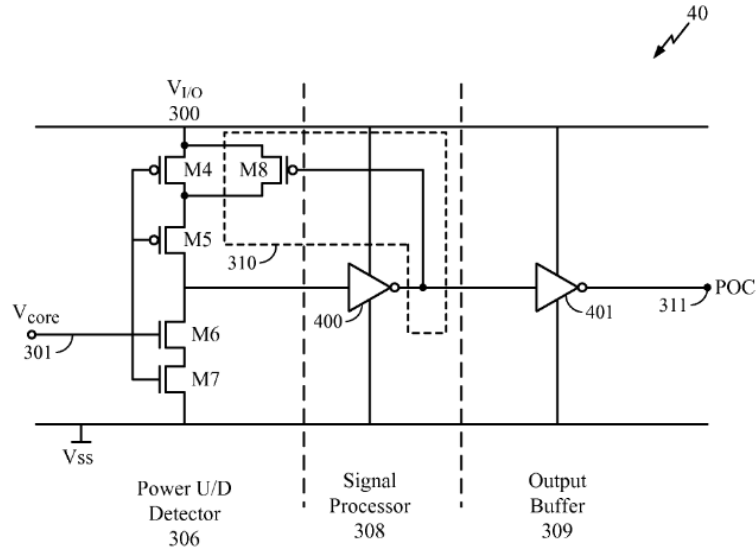 40
V_I/O
300
M4
M8
M5
310
400
401
311
POC
V_core
301
M6
M7
Vss
Power U/D
Detector
306
Signal
Processor
308
Output
Buffer
309